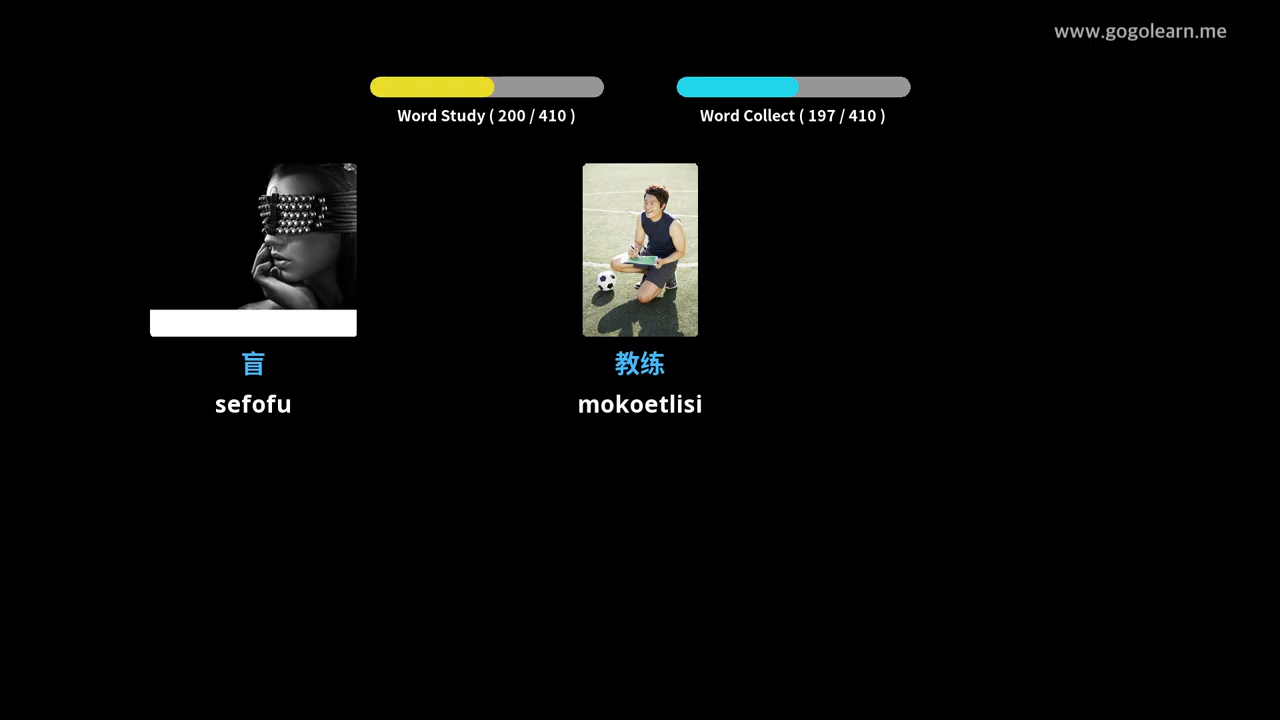 www.gogolearn.me
Word Study ( 200 / 410 )
Word Collect ( 197 / 410 )
盲
sefofu
教练
mokoetlisi